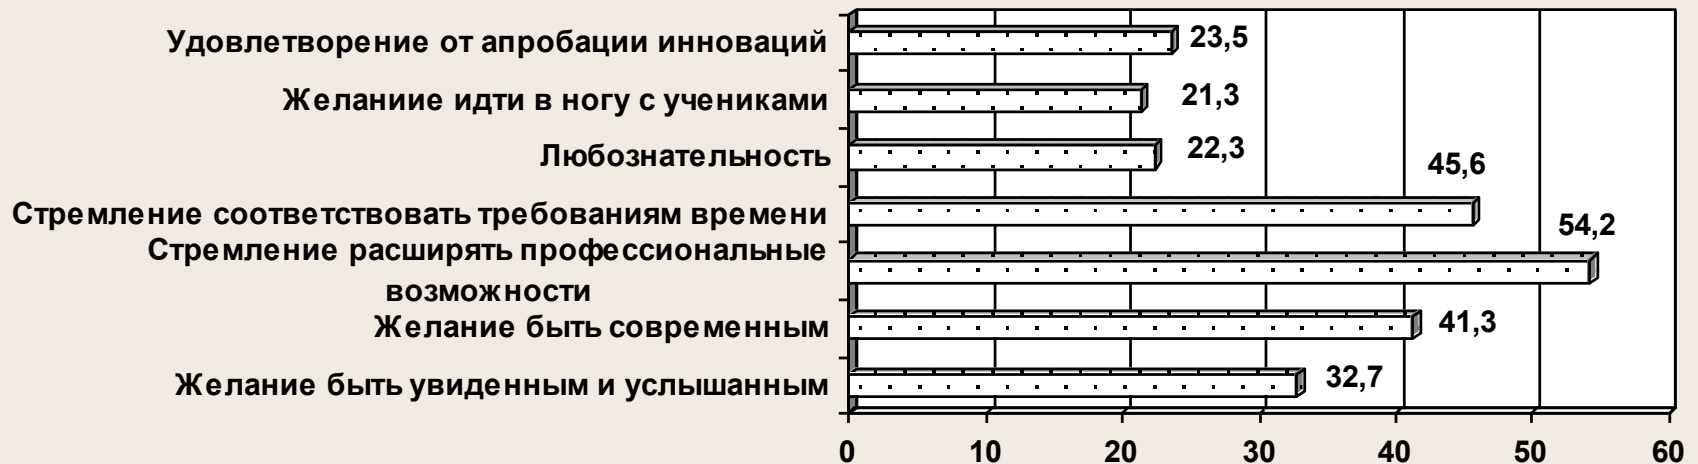 Удовлетворение от апробации инноваций 23,5
Желаниие идти в ногу с учениками 21,3
Любознательность 22,3
45,6
Стремление соответствовать требованиям времени
54,2
Стремление расширять профессиональные
возможности
Желание быть современным 41,3
Желание быть увиденным и услышанным 32,7
0 10 20 30 40 50 60